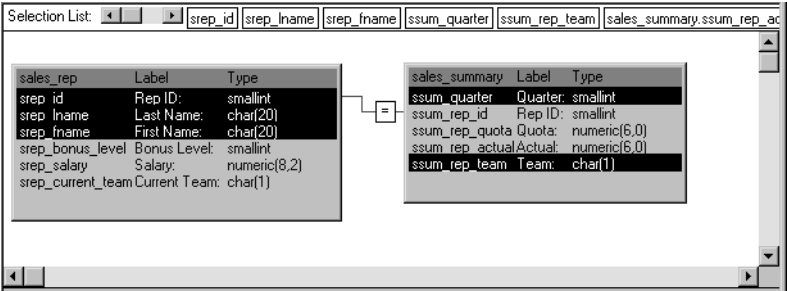 Selection List: srep_id srep_lname srep_fname ssum_quarter ssum_rep_team sales_summary.ssum_rep_ac
sales_rep Label Type
srep_id Rep ID: smallint
srep_lname Last Name: char(20)
srep_fname First Name: char(20)
srep_bonus_level Bonus Level: smallint
srep_salary Salary: numeric(8,2)
srep_current_team Current Team: char(1)
=
sales_summary Label Type
ssum_quarter Quarter: smallint
ssum_rep_id Rep ID: smallint
ssum_rep_quota Quota: numeric(6,0)
ssum_rep_actual Actual: numeric(6,0)
ssum_rep_team Team: char(1)